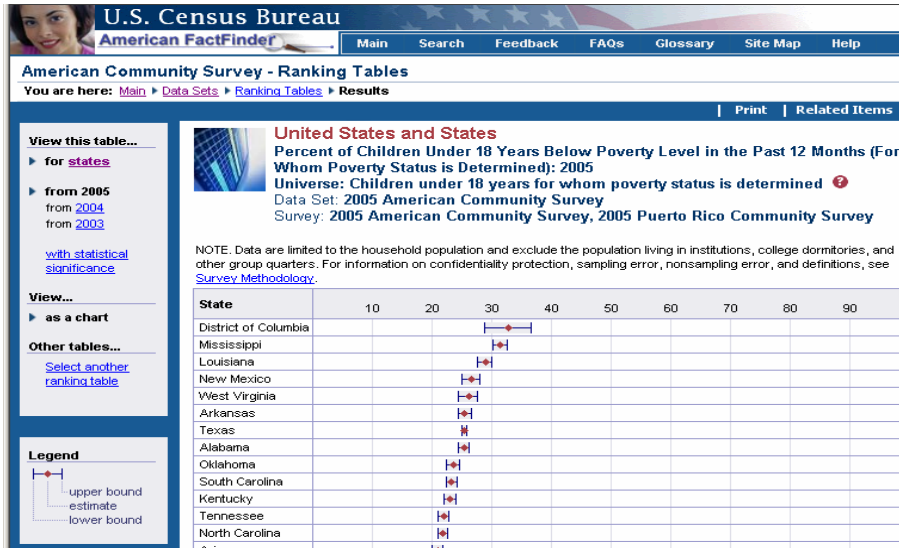 U.S. Census Bureau
American FactFinder
Main Search Feedback FAQs Glossary Site Map Help
American Community Survey - Ranking Tables
You are here: Main Data Sets Ranking Tables Results
| Print | Related Items
View this table...
for states
from 2005
from 2004
from 2003
with statistical
significance
View...
as a chart
Other tables...
Select another
ranking table
Legend
upper bound
estimate
lower bound
United States and States
Percent of Children Under 18 Years Below Poverty Level in the Past 12 Months (For
Whom Poverty Status is Determined): 2005
Universe: Children under 18 years for whom poverty status is determined ?
Data Set: 2005 American Community Survey
Survey: 2005 American Community Survey, 2005 Puerto Rico Community Survey
NOTE. Data are limited to the household population and exclude the population living in institutions, college dormitories, and
other group quarters. For information on confidentiality protection, sampling error, nonsampling error, and definitions, see
Survey Methodology.
State 10 20 30 40 50 60 70 80 90
District of Columbia
Mississippi
Louisiana
New Mexico
West Virginia
Arkansas
Texas
Alabama
Oklahoma
South Carolina
Kentucky
Tennessee
North Carolina